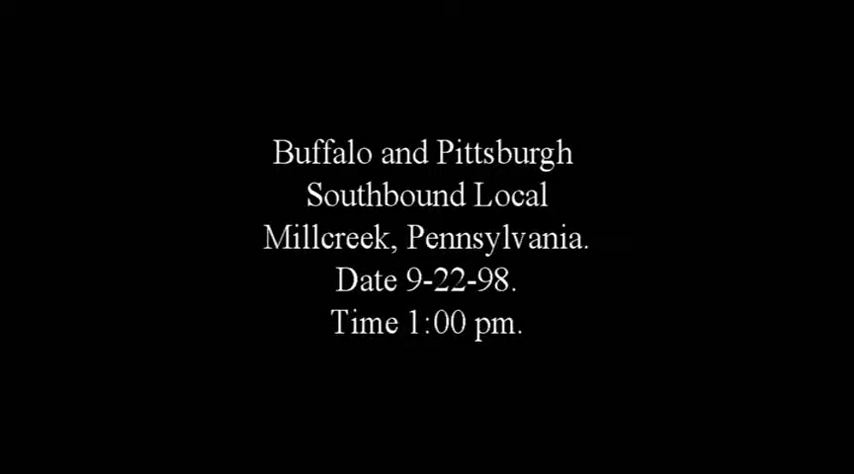 Buffalo and Pittsburgh
Southbound Local
Millcreek, Pennsylvania.
Date 9-22-98.
Time 1:00 pm.